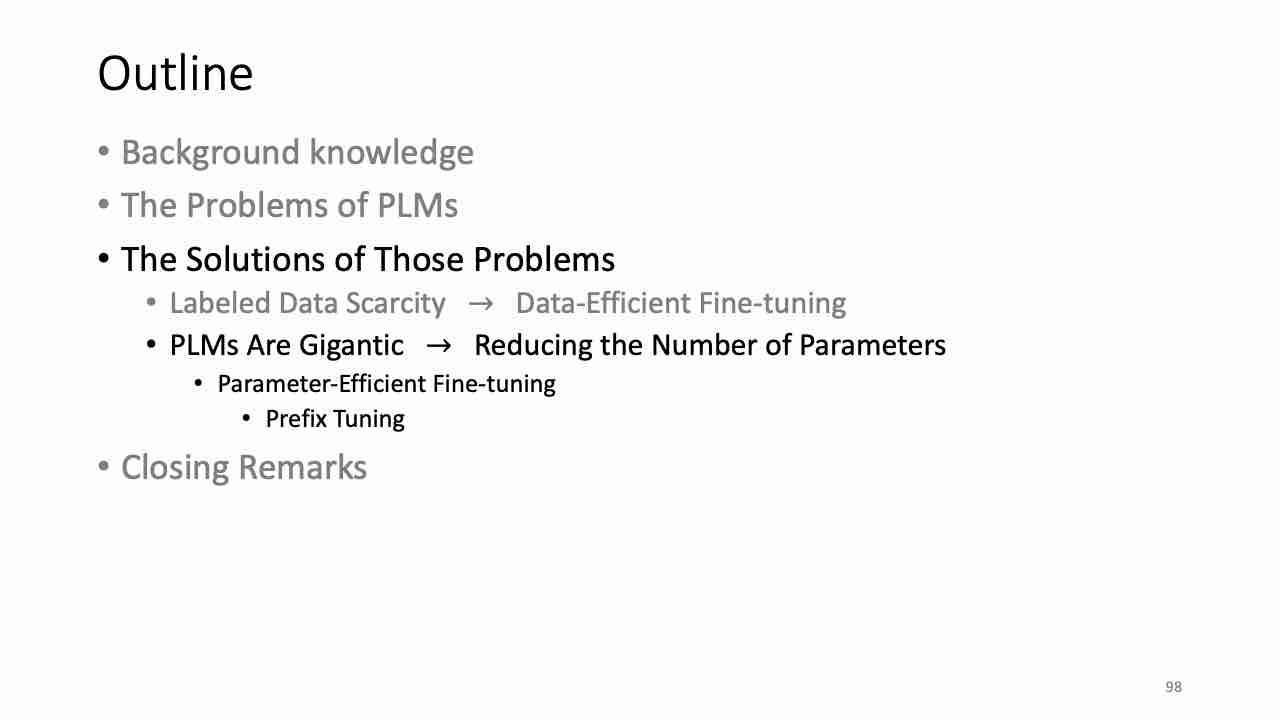 Outline
• Background knowledge
• The Problems of PLMs
• The Solutions of Those Problems
• Labeled Data Scarcity → Data-Efficient Fine-tuning
• PLMs Are Gigantic → Reducing the Number of Parameters
• Parameter-Efficient Fine-tuning
• Prefix Tuning
• Closing Remarks
98